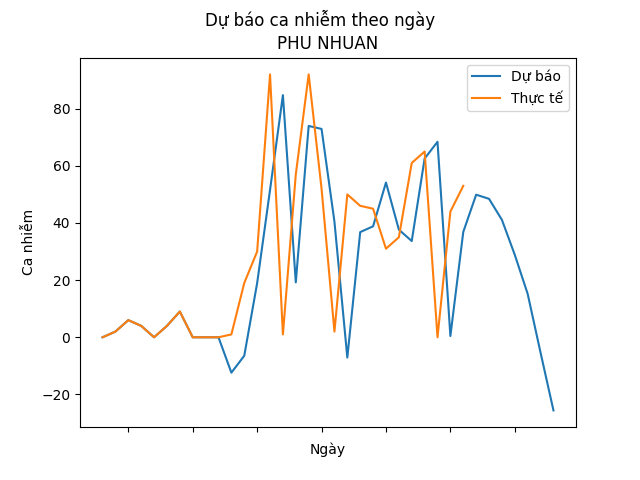 Dự báo ca nhiễm theo ngày
PHU NHUAN
Dự báo
Thực tế
80
60
40
20
0
−20
Ca nhiễm
Ngày